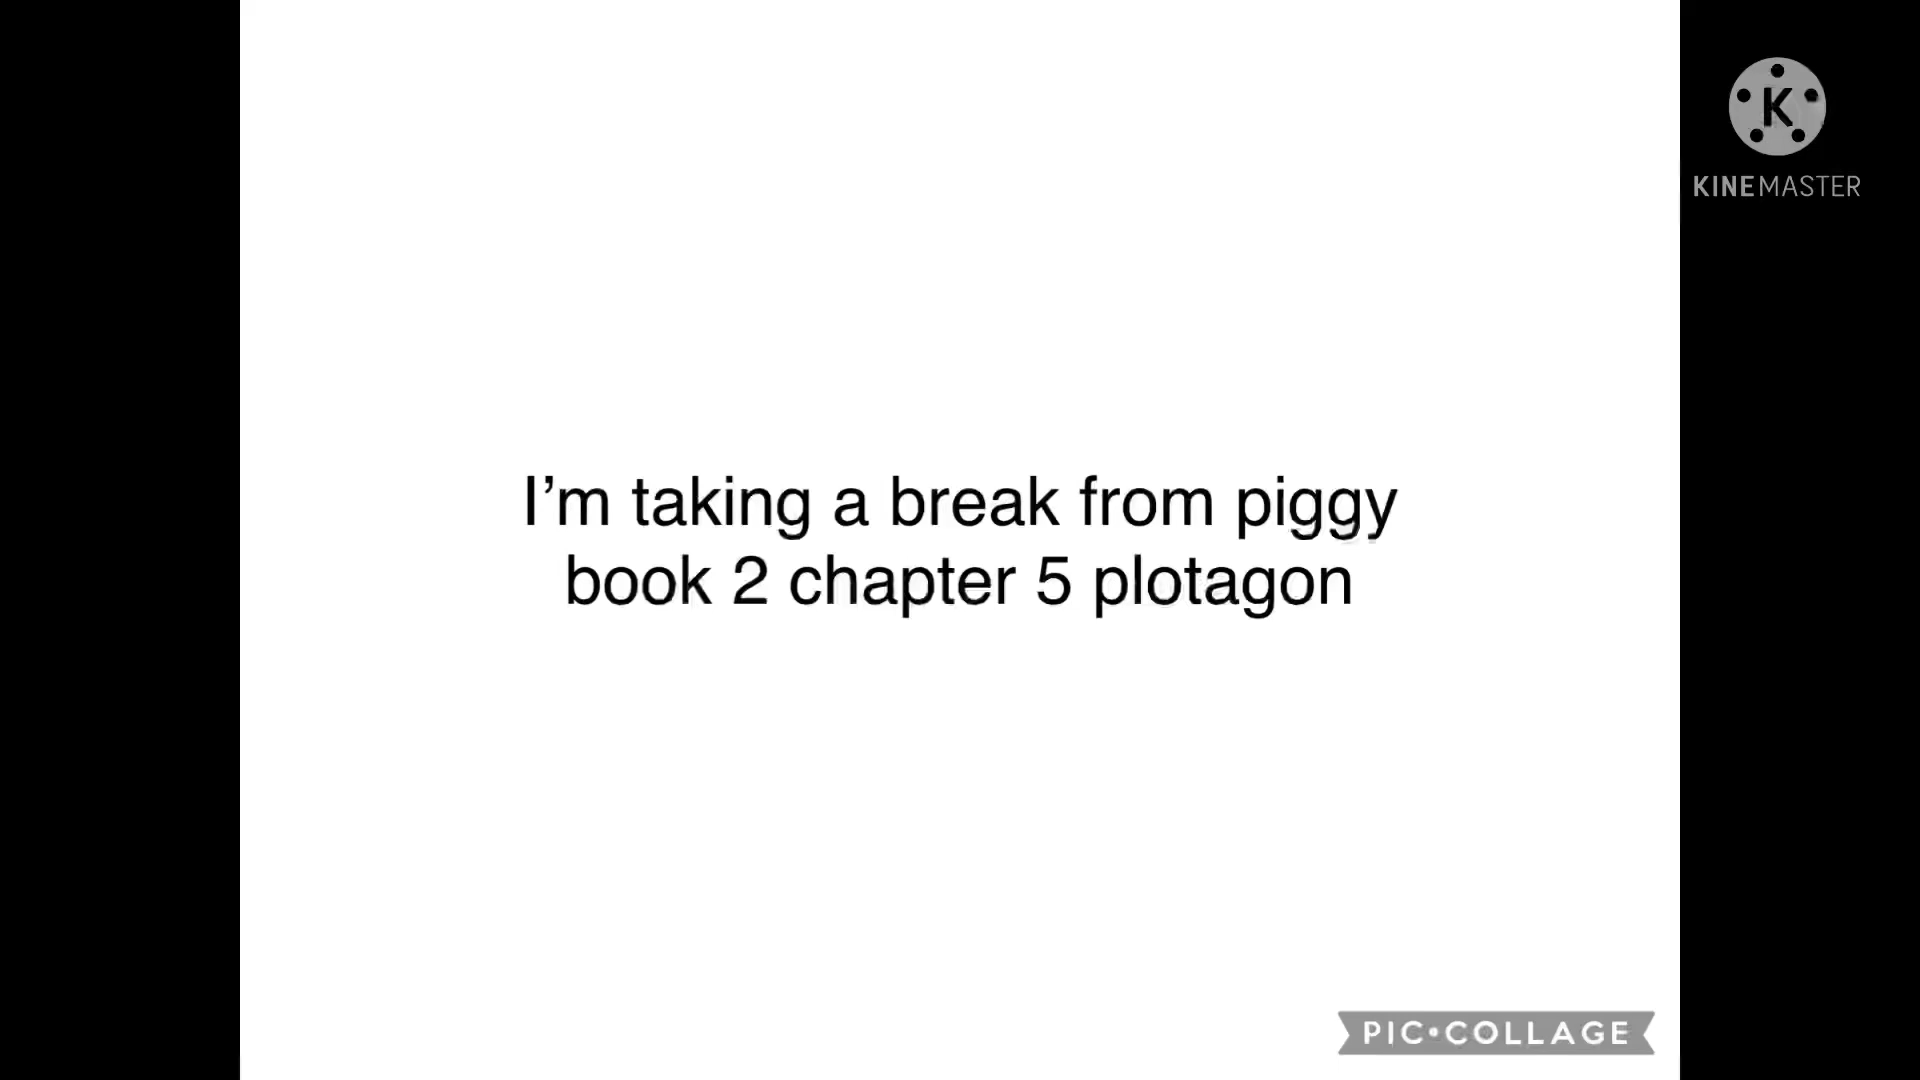 K
KINEMASTER
I’m taking a break from piggy
book 2 chapter 5 plotagon
PIC•COLLAGE